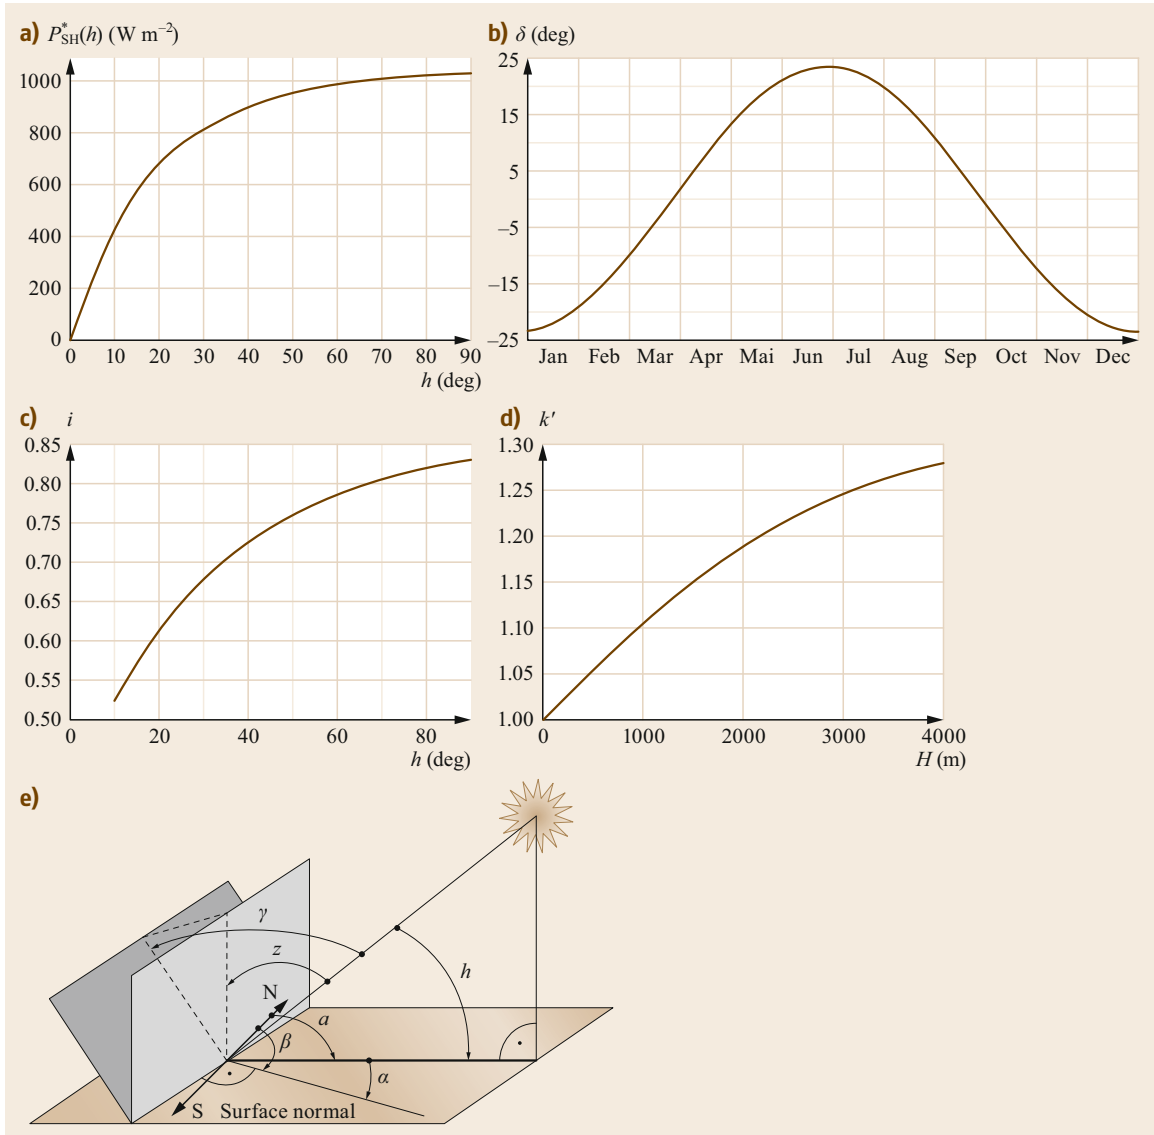 a) P*SH(h) (W m−2)
1000
800
600
400
200
0
0 10 20 30 40 50 60 70 80 90
h (deg)
b) δ (deg)
25
15
5
−5
−15
−25
Jan Feb Mar Apr Mai Jun Jul Aug Sep Oct Nov Dec
c) i
0.85
0.80
0.75
0.70
0.65
0.60
0.55
0.50
0 20 40 60 80
h (deg)
d) k′
1.30
1.25
1.20
1.15
1.10
1.05
1.00
0 1000 2000 3000 4000
H (m)
e)
γ
z
h
N
a
β
α
S Surface normal